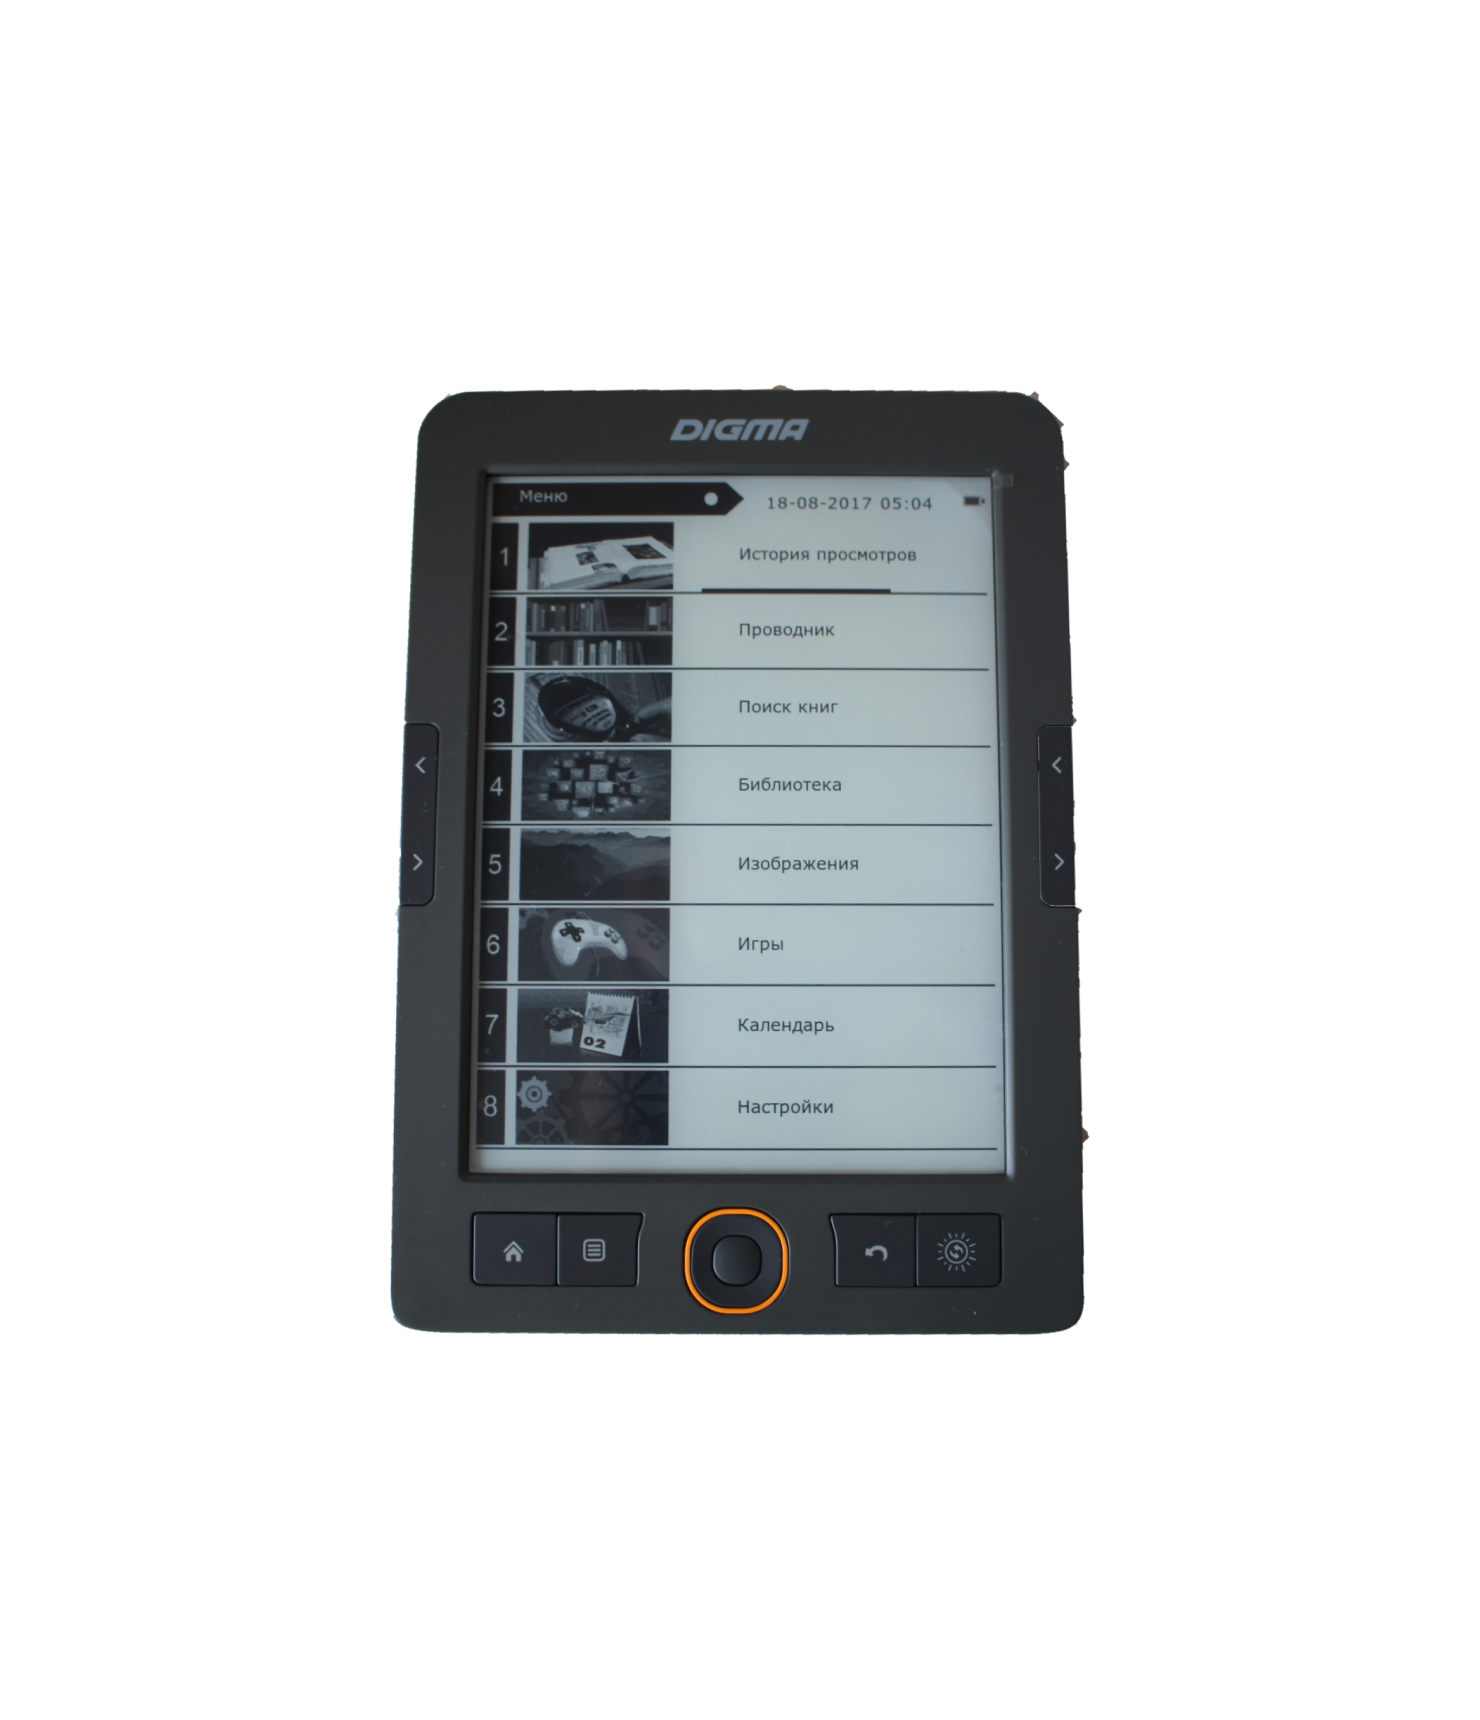 DIGMA
Меню
18-08-2017 05:04
1 История просмотров
2 Проводник
3 Поиск книг
4 Библиотека
5 Изображения
6 Игры
7 Календарь
02
8 Настройки